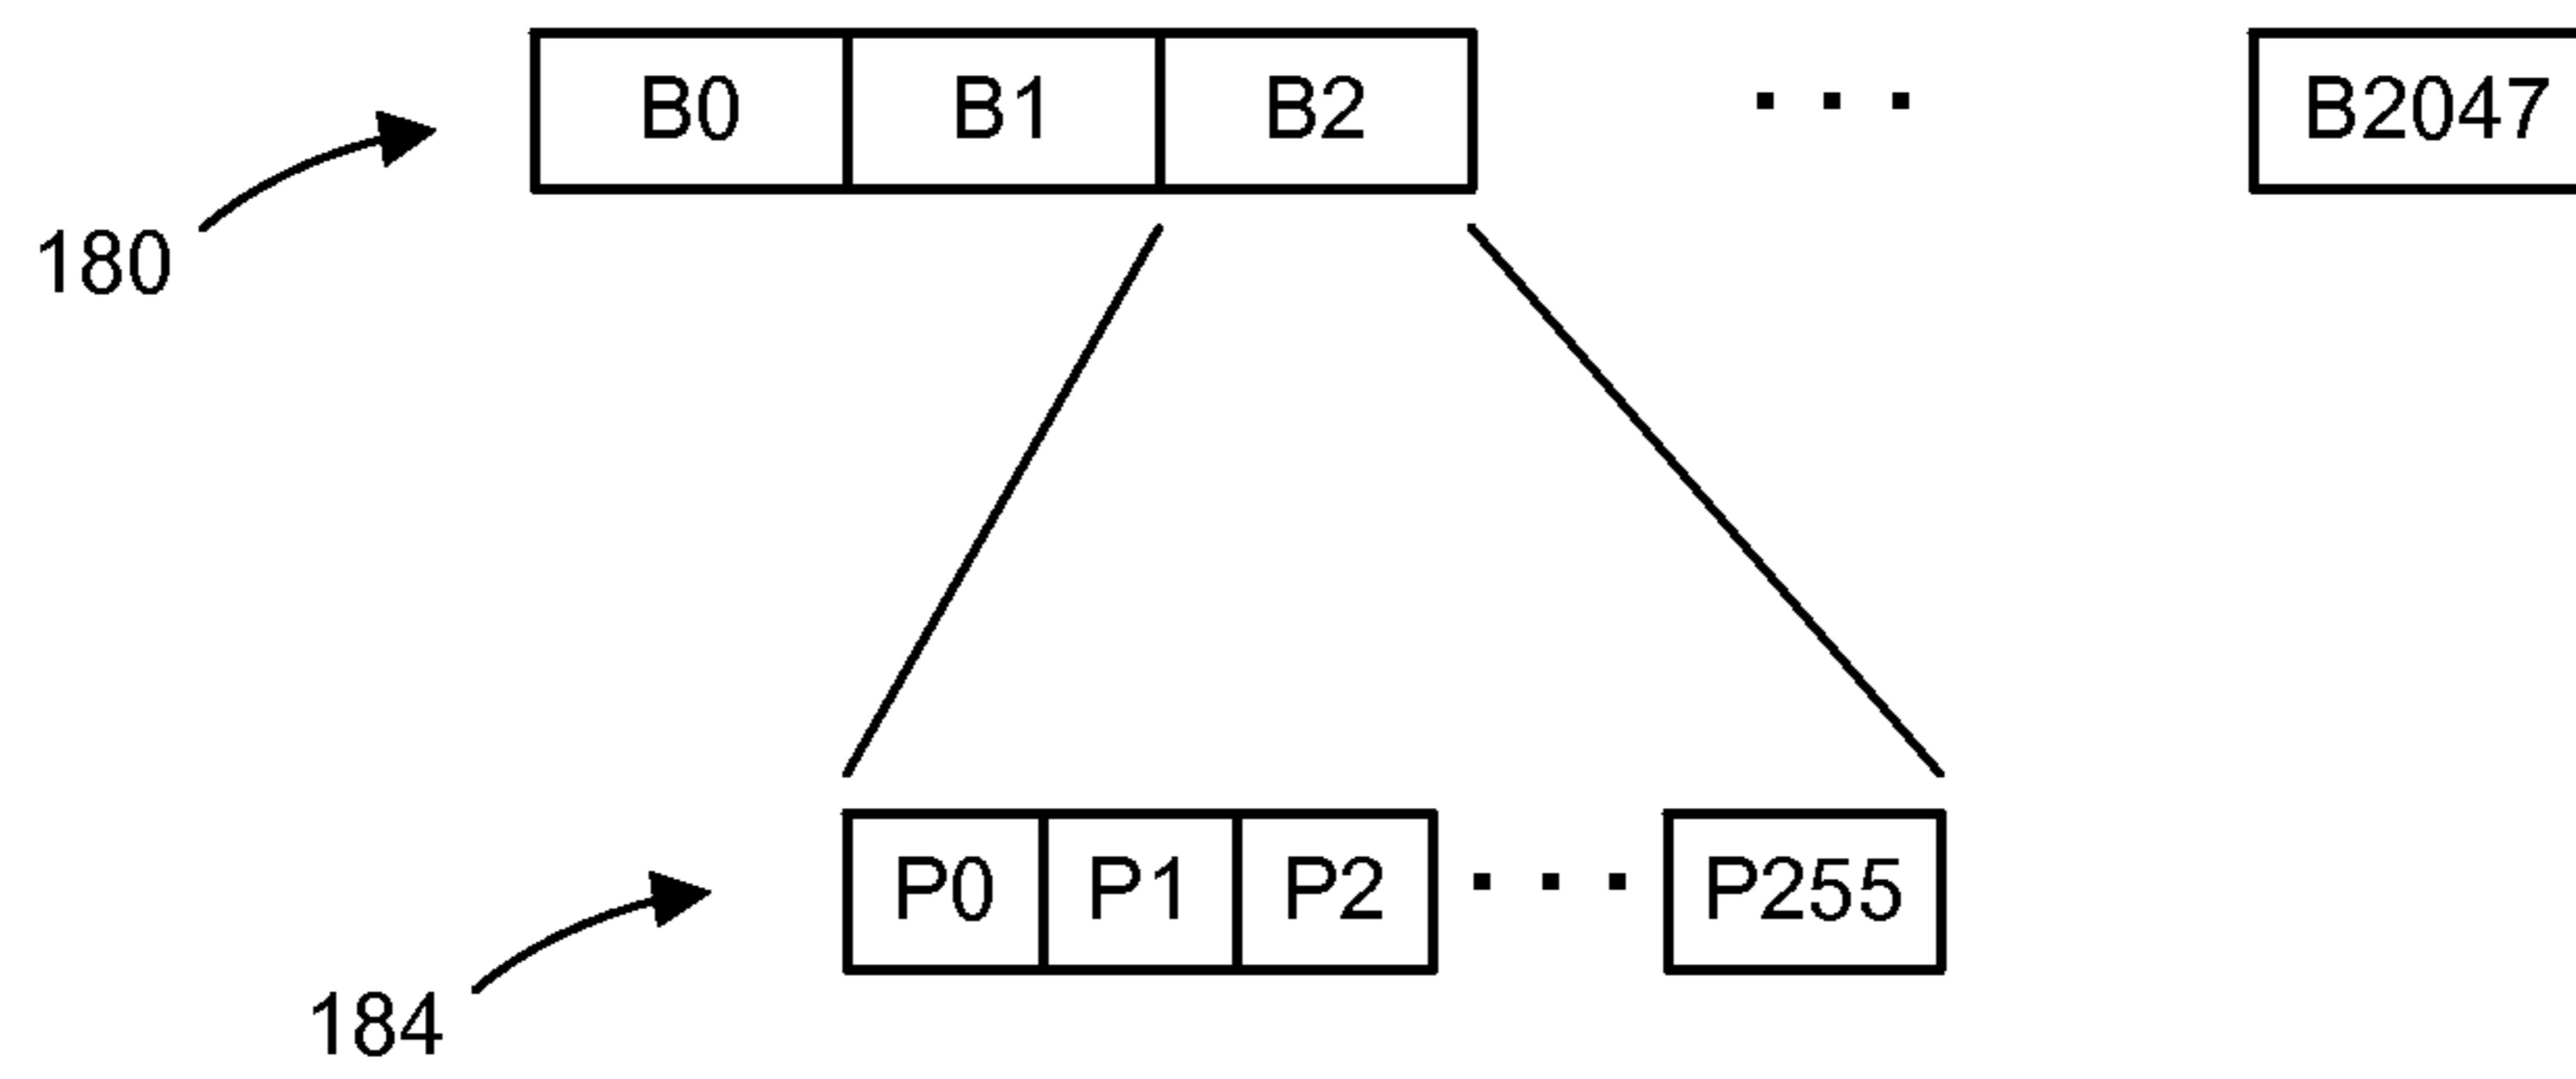 B0 B1 B2 . . . B2047
180
P0 P1 P2 . . . P255
184